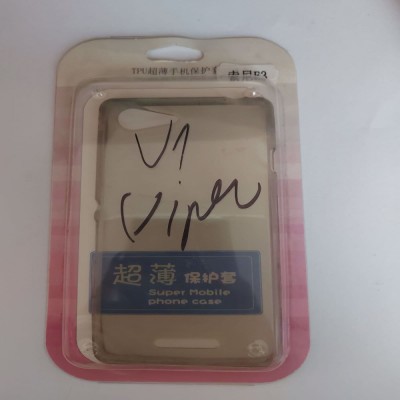 TPU超薄手机保护套
V1
Viper
超薄 保护套
Super Mobile
phone case